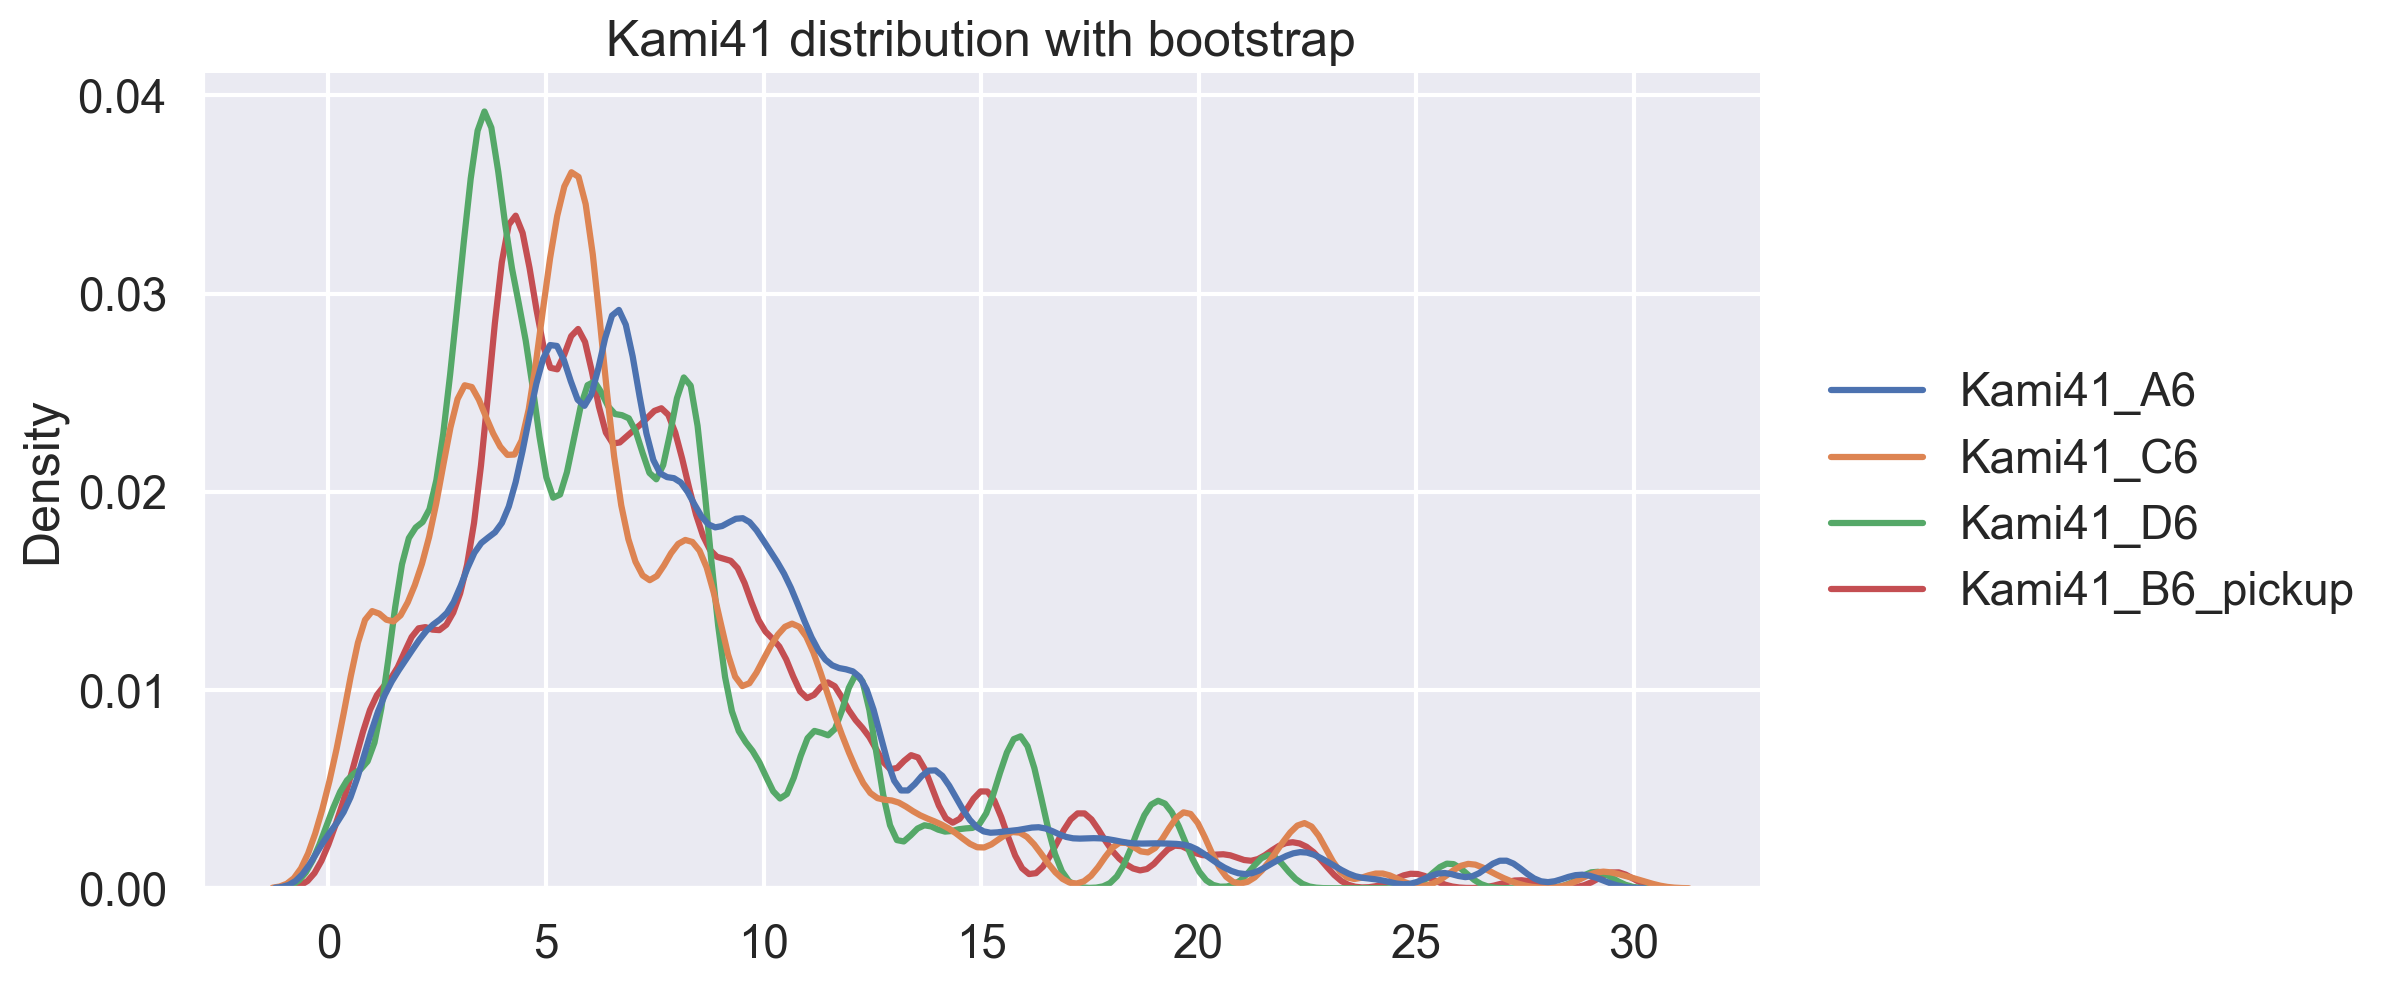 Kami41 distribution with bootstrap
Density
0.04
0.03
0.02
0.01
0.00
0 5 10 15 20 25 30
Kami41_A6
Kami41_C6
Kami41_D6
Kami41_B6_pickup